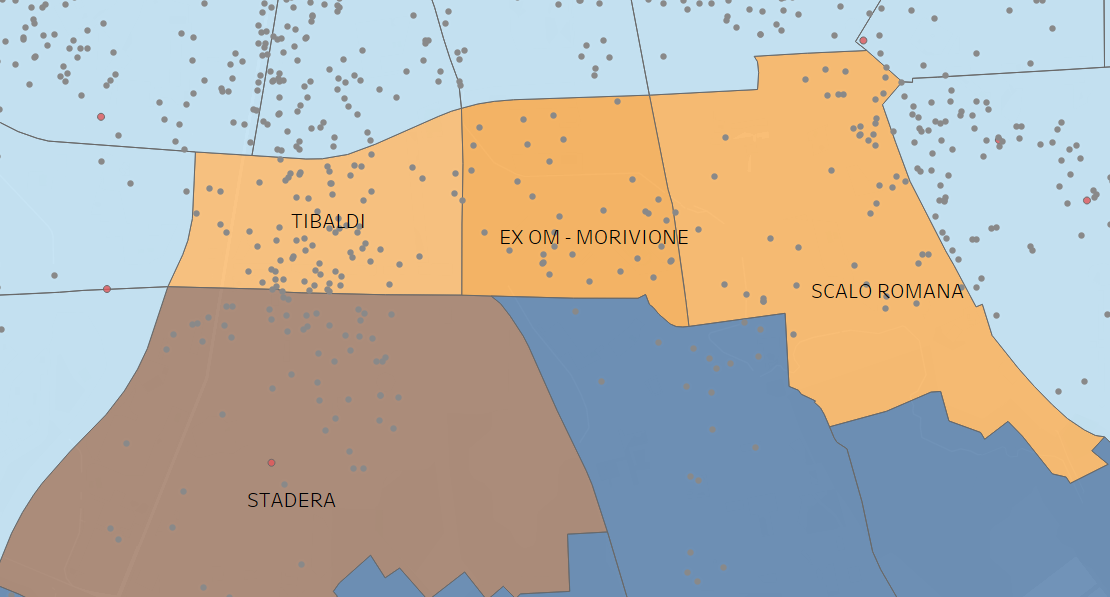 TIBALDI
EX OM - MORIVIONE
SCALO ROMANA
STADERA